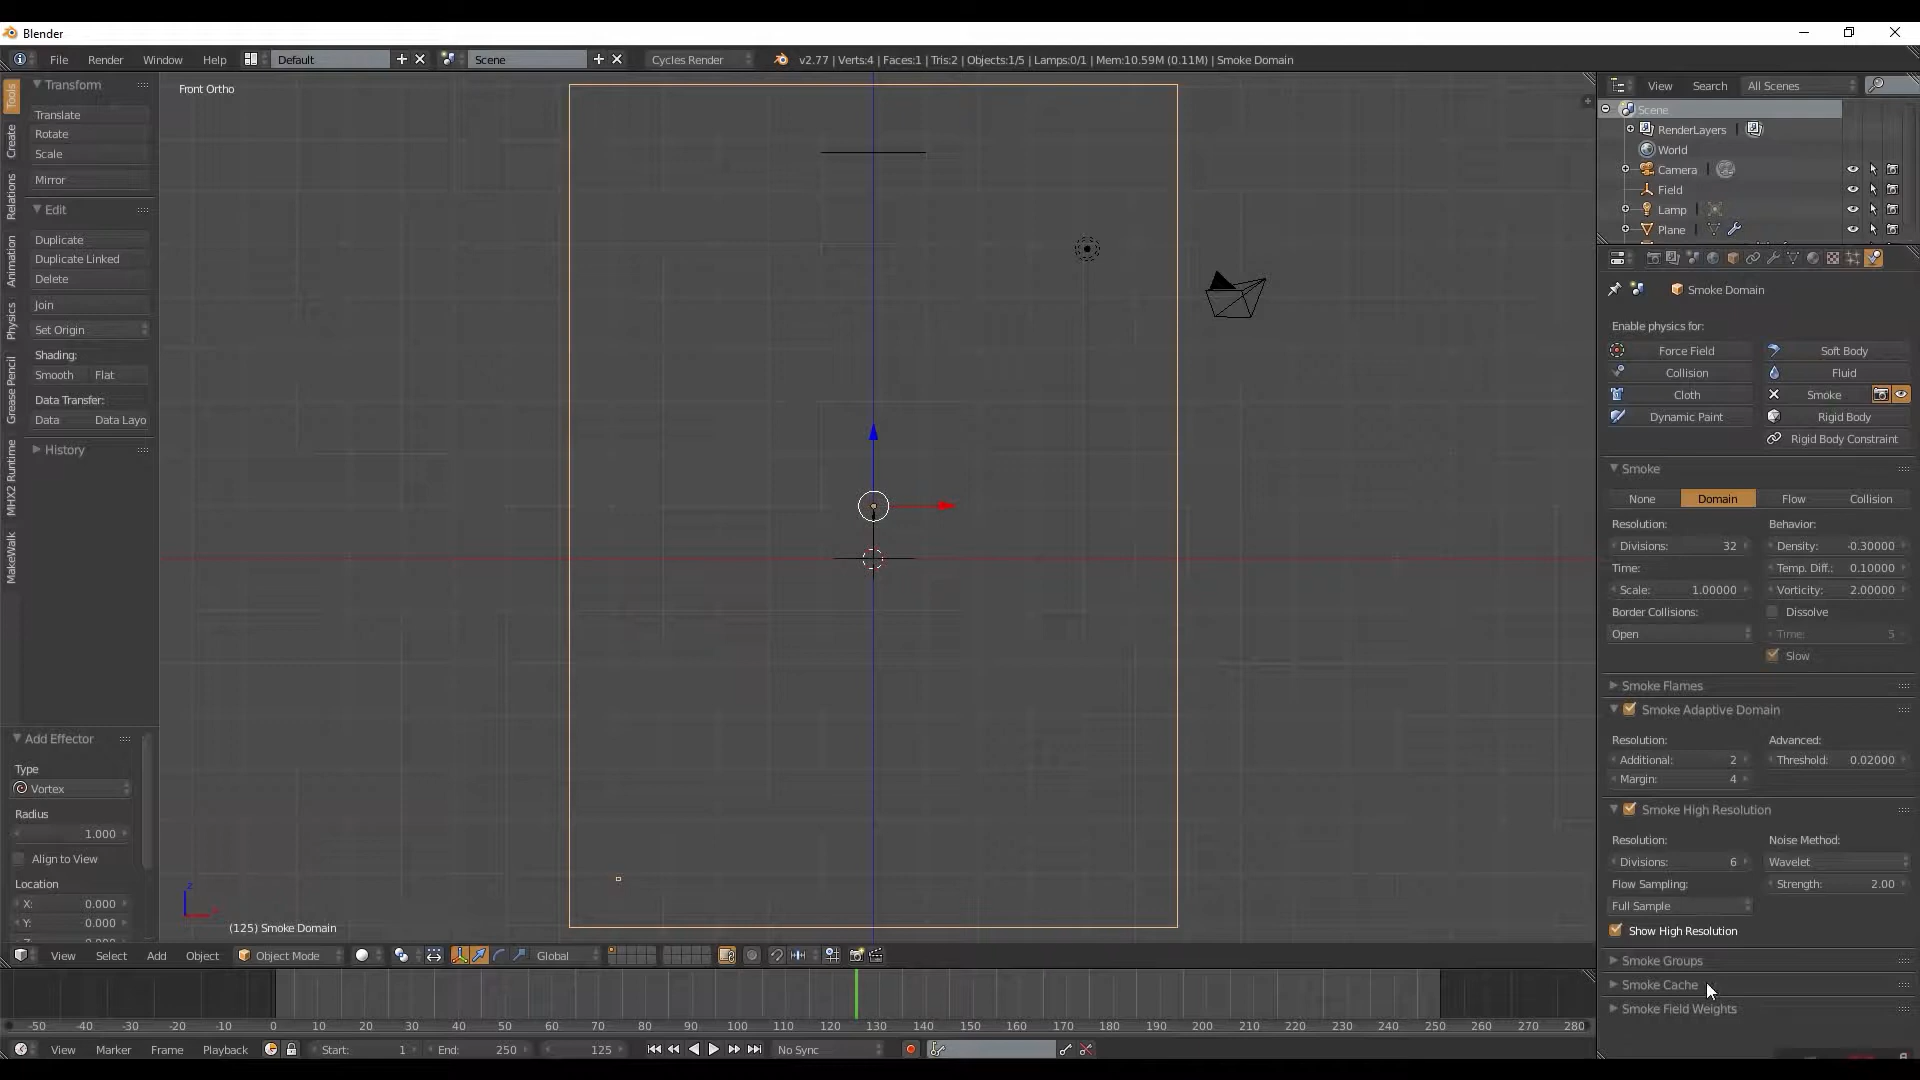 Blender
File Render Window Help Default Scene Cycles Render v2.77 | Verts:4 | Faces:1 | Tris:2 | Objects:1/5 | Lamps:0/1 | Mem:10.59M (0.11M) | Smoke Domain
Tools
Create
Relations
Animation
Physics
Grease Pencil
MHX2 Runtime
MakeWalk
Transform
Translate
Rotate
Scale
Mirror
Edit
Duplicate
Duplicate Linked
Delete
Join
Set Origin
Shading:
Smooth Flat
Data Transfer:
Data Data Layo
History
Add Effector
Type
Vortex
Radius
1.000
Align to View
Location
X: 0.000
Y: 0.000
Front Ortho
z
(125) Smoke Domain
View Select Add Object Object Mode Global
-50 -40 -30 -20 -10 0 10 20 30 40 50 60 70 80 90 100 110 120 130 140 150 160 170 180 190 200 210 220 230 240 250 260 270 280
View Marker Frame Playback Start: 1 End: 250 125 No Sync
View Search All Scenes
Scene
RenderLayers
World
Camera
Field
Lamp
Plane
Smoke Domain
Enable physics for:
Force Field Soft Body
Collision Fluid
Cloth Smoke
Dynamic Paint Rigid Body
Rigid Body Constraint
Smoke
None Domain Flow Collision
Resolution: Behavior:
Divisions: 32 Density: -0.30000
Time: Temp. Diff.: 0.10000
Scale: 1.00000 Vorticity: 2.00000
Border Collisions: Dissolve
Open Time: 5
Slow
Smoke Flames
Smoke Adaptive Domain
Resolution: Advanced:
Additional: 2 Threshold: 0.02000
Margin: 4
Smoke High Resolution
Resolution: Noise Method:
Divisions: 6 Wavelet
Flow Sampling: Strength: 2.00
Full Sample
Show High Resolution
Smoke Groups
Smoke Cache
Smoke Field Weights